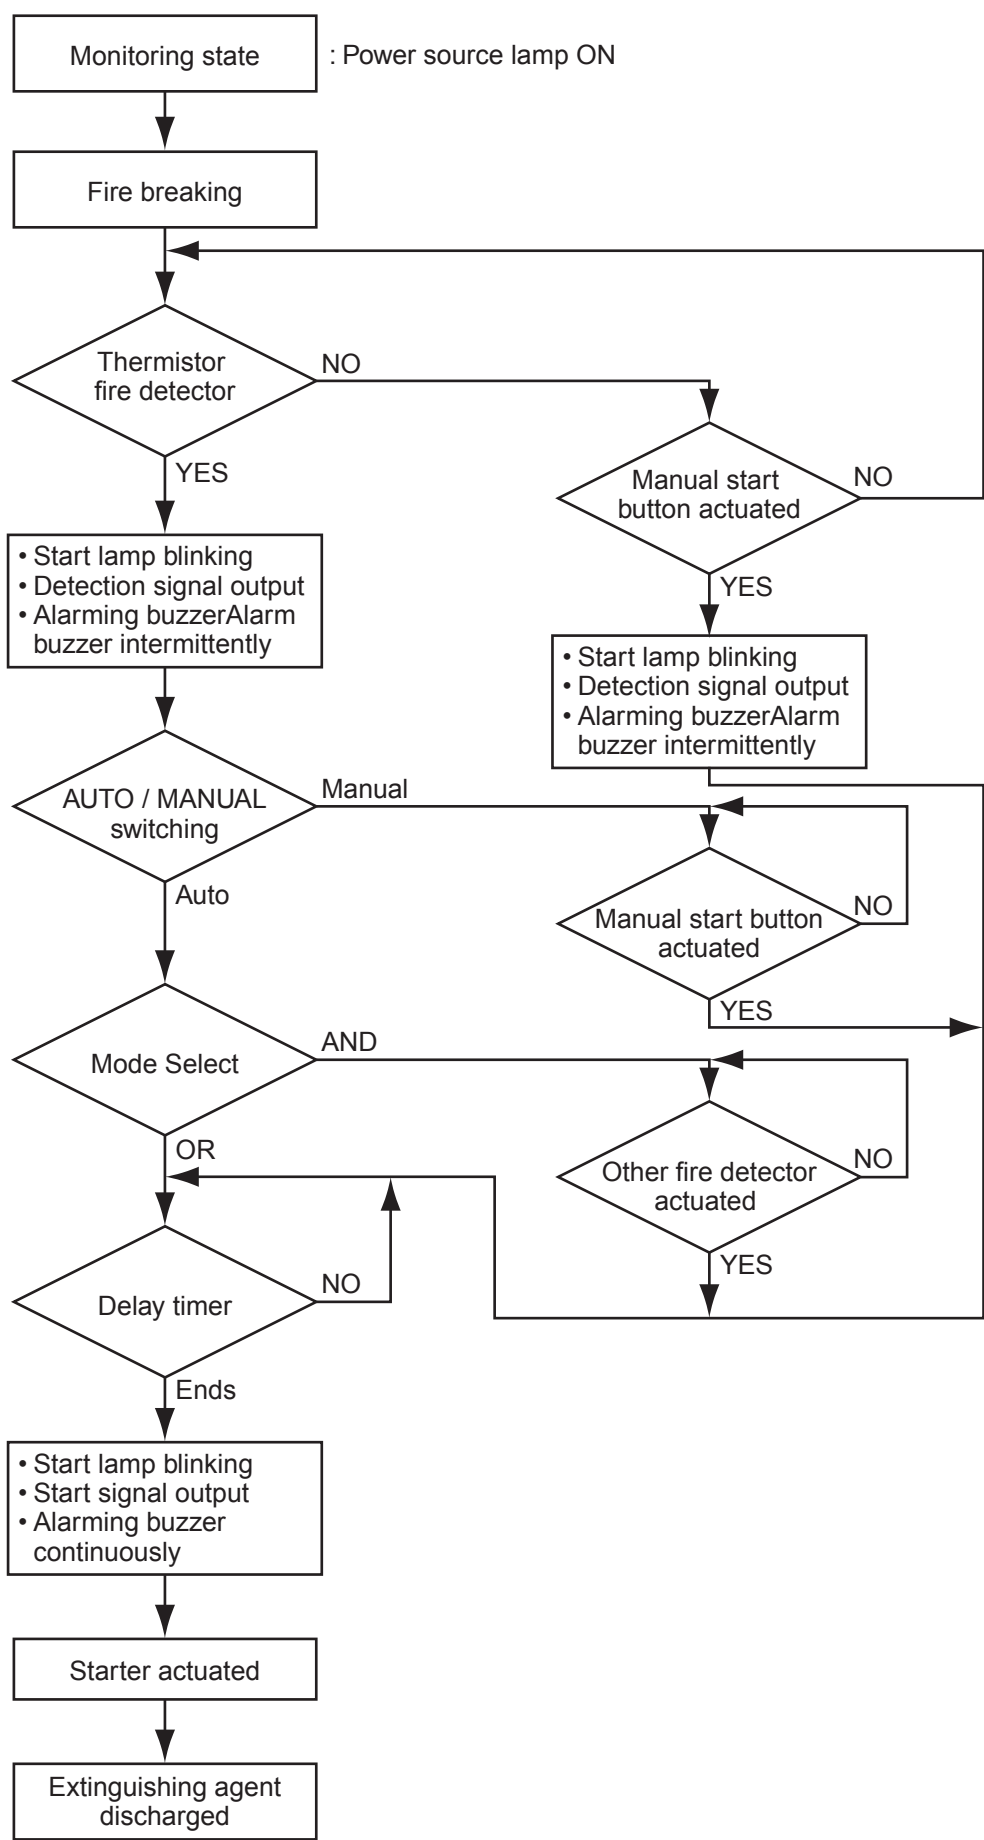 Monitoring state
: Power source lamp ON
Fire breaking
Thermistor
fire detector
NO
YES
Manual start
button actuated
NO
YES
• Start lamp blinking
• Detection signal output
• Alarming buzzerAlarm
buzzer intermittently
• Start lamp blinking
• Detection signal output
• Alarming buzzerAlarm
buzzer intermittently
AUTO / MANUAL
switching
Manual
Auto
Manual start button
actuated
NO
YES
Mode Select
AND
OR
Other fire detector
actuated
NO
YES
Delay timer
NO
Ends
• Start lamp blinking
• Start signal output
• Alarming buzzer
continuously
Starter actuated
Extinguishing agent
discharged